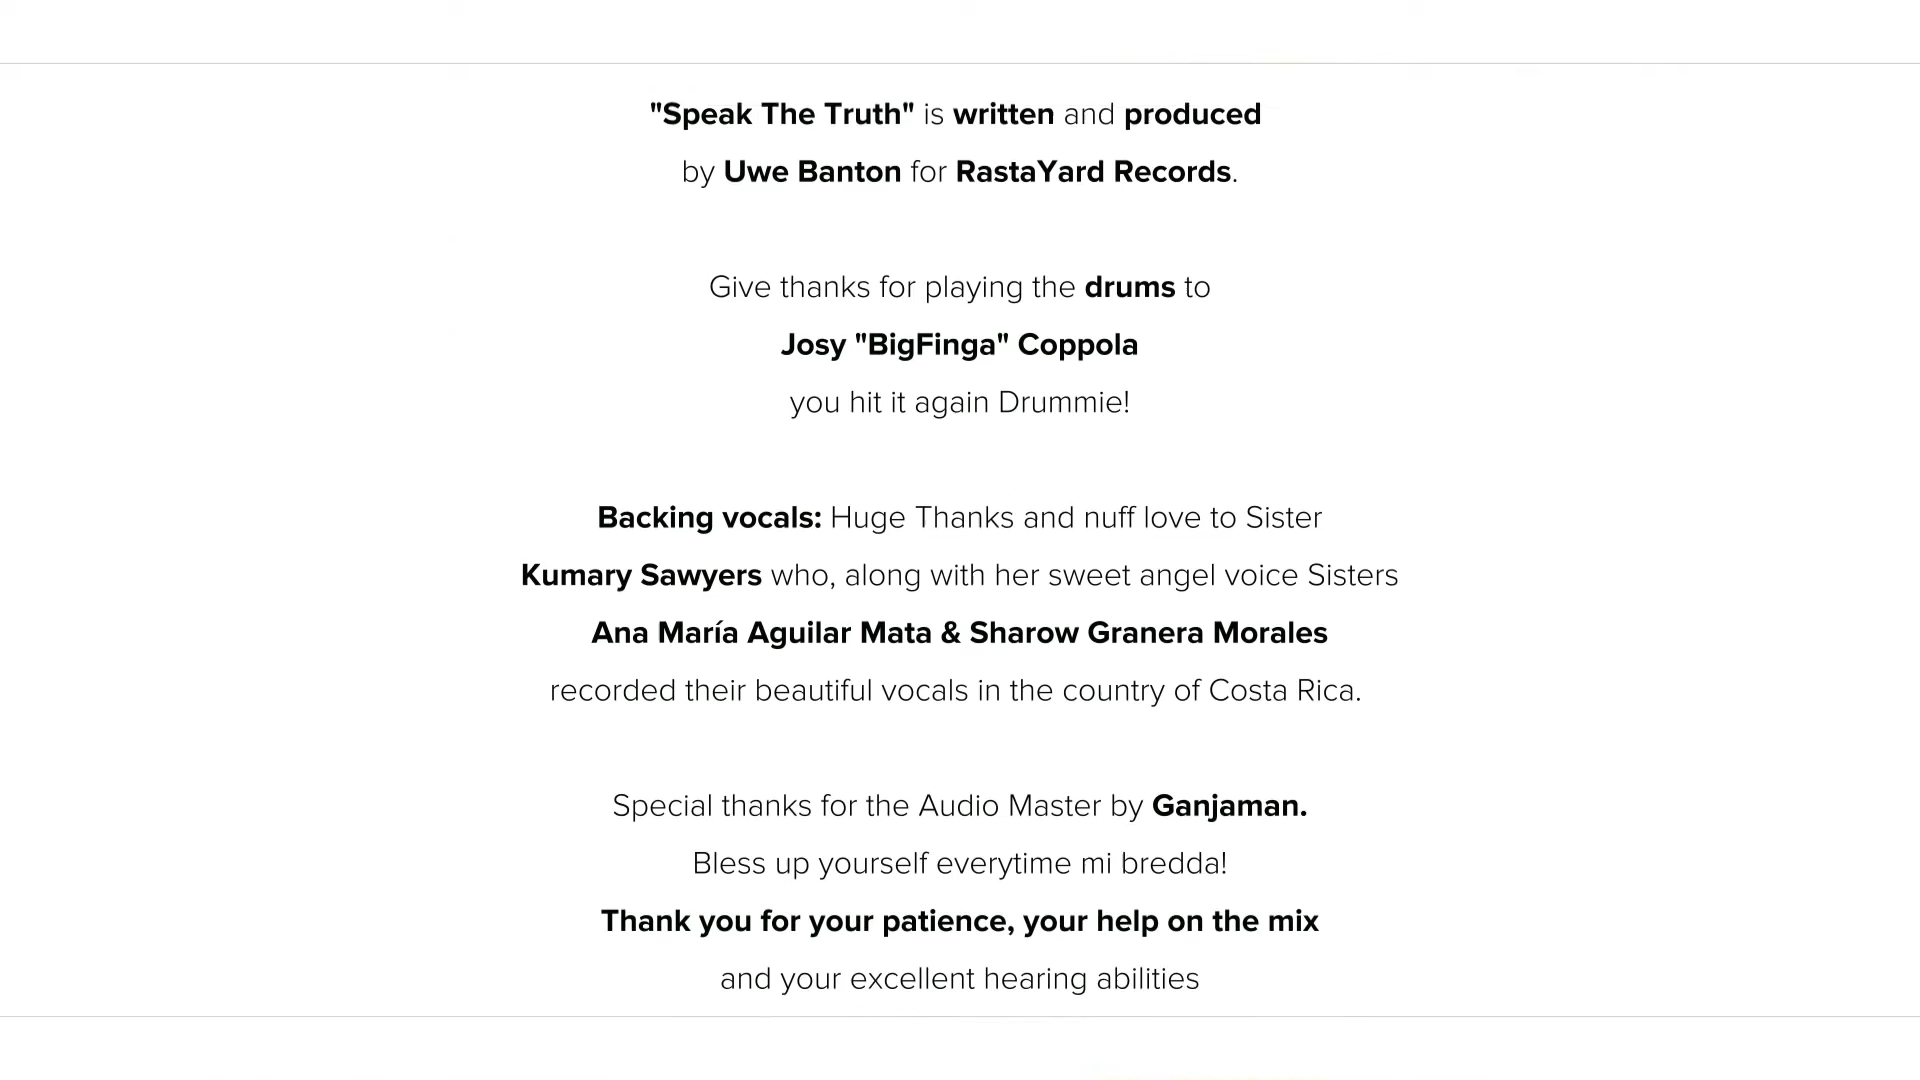 "Speak The Truth" is written and produced
by Uwe Banton for RastaYard Records.
Give thanks for playing the drums to
Josy "BigFinga" Coppola
you hit it again Drummie!
Backing vocals: Huge Thanks and nuff love to Sister
Kumary Sawyers who, along with her sweet angel voice Sisters
Ana María Aguilar Mata & Sharow Granera Morales
recorded their beautiful vocals in the country of Costa Rica.
Special thanks for the Audio Master by Ganjaman.
Bless up yourself everytime mi bredda!
Thank you for your patience, your help on the mix
and your excellent hearing abilities